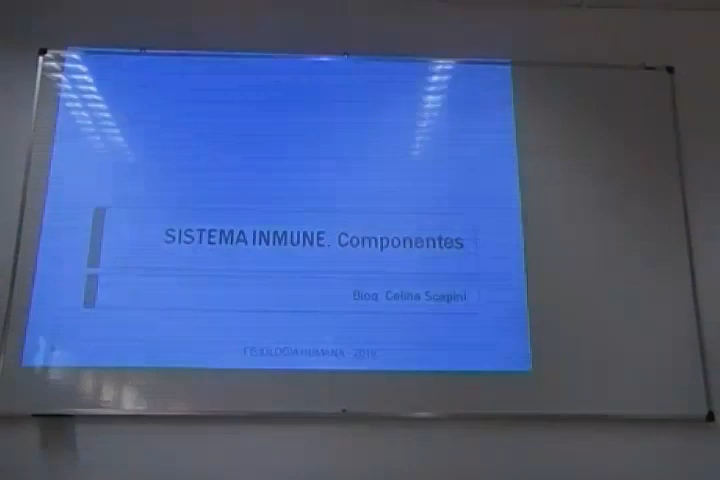 SISTEMA INMUNE. Componentes
Bioq. Celina Scapini
FISIOLOGIA HUMANA - 2019